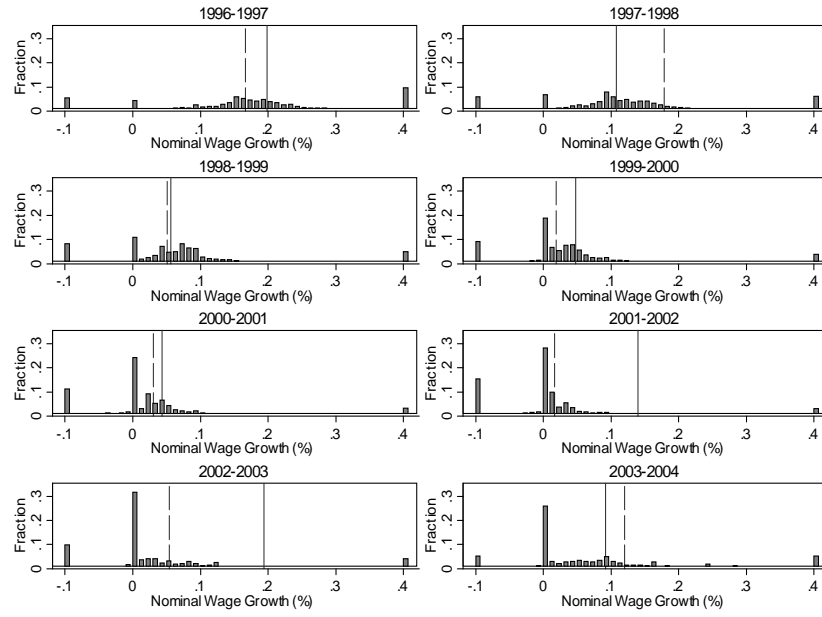 1996-1997
Fraction
0 .1 .2 .3
-.1 0 .1 .2 .3 .4
Nominal Wage Growth (%)
1997-1998
Fraction
0 .1 .2 .3
-.1 0 .1 .2 .3 .4
Nominal Wage Growth (%)
1998-1999
Fraction
0 .1 .2 .3
-.1 0 .1 .2 .3 .4
Nominal Wage Growth (%)
1999-2000
Fraction
0 .1 .2 .3
-.1 0 .1 .2 .3 .4
Nominal Wage Growth (%)
2000-2001
Fraction
0 .1 .2 .3
-.1 0 .1 .2 .3 .4
Nominal Wage Growth (%)
2001-2002
Fraction
0 .1 .2 .3
-.1 0 .1 .2 .3 .4
Nominal Wage Growth (%)
2002-2003
Fraction
0 .1 .2 .3
-.1 0 .1 .2 .3 .4
Nominal Wage Growth (%)
2003-2004
Fraction
0 .1 .2 .3
-.1 0 .1 .2 .3 .4
Nominal Wage Growth (%)